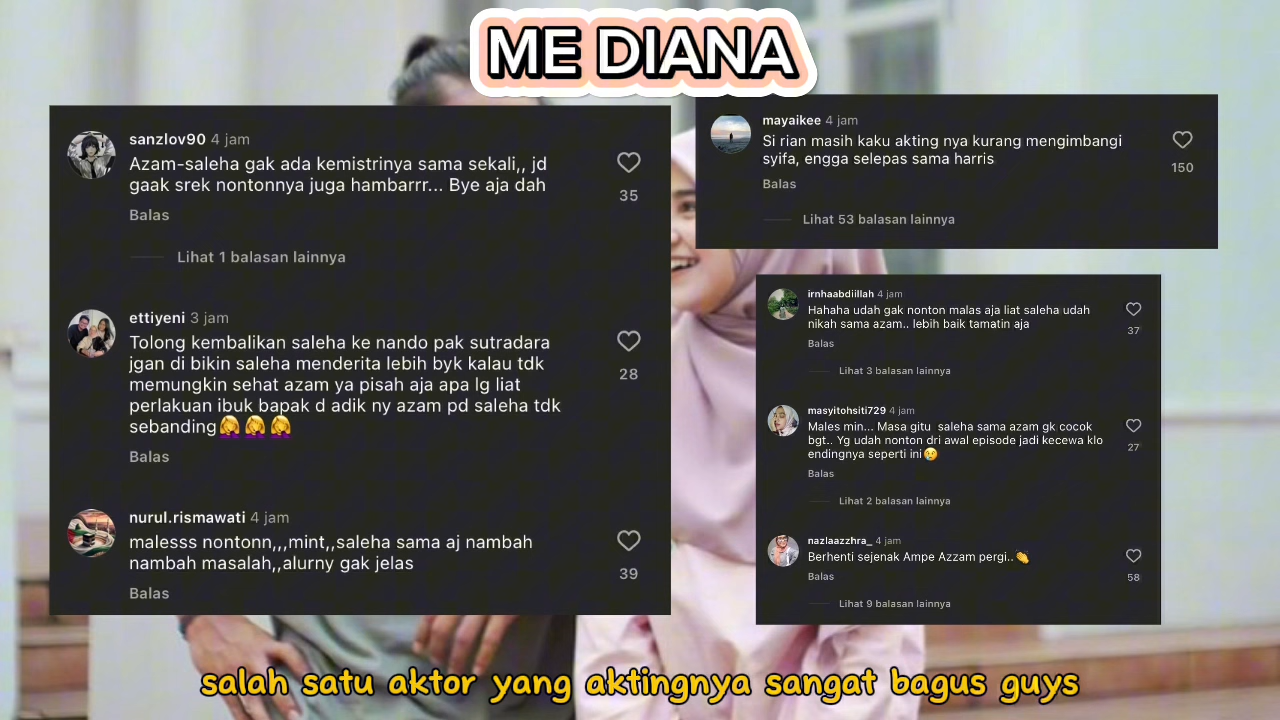 ME DIANA
sanzlov90 4 jam
Azam-saleha gak ada kemistrinya sama sekali,, jd
gaak srek nontonnya juga hambarrr... Bye aja dah
35
Balas
Lihat 1 balasan lainnya
ettiyeni 3 jam
Tolong kembalikan saleha ke nando pak sutradara
jgan di bikin saleha menderita lebih byk kalau tdk
memungkin sehat azam ya pisah aja apa lg liat
perlakuan ibuk bapak d adik ny azam pd saleha tdk
sebanding🤦‍♀️🤦‍♀️🤦‍♀️
28
Balas
nurul.rismawati 4 jam
malesss nontonn,,,mint,,saleha sama aj nambah
nambah masalah,,alurny gak jelas
39
Balas
mayaikee 4 jam
Si rian masih kaku akting nya kurang mengimbangi
syifa, engga selepas sama harris
150
Balas
Lihat 53 balasan lainnya
irnhaabdiillah 4 jam
Hahaha udah gak nonton malas aja liat saleha udah
nikah sama azam.. lebih baik tamatin aja
37
Balas
Lihat 3 balasan lainnya
masyitohsiti729 4 jam
Males min... Masa gitu  saleha sama azam gk cocok
bgt.. Yg udah nonton dri awal episode jadi kecewa klo
endingnya seperti ini😢
27
Balas
Lihat 2 balasan lainnya
nazlaazzhra_ 4 jam
Berhenti sejenak Ampe Azzam pergi..👏
58
Balas
Lihat 9 balasan lainnya
salah satu aktor yang aktingnya sangat bagus guys